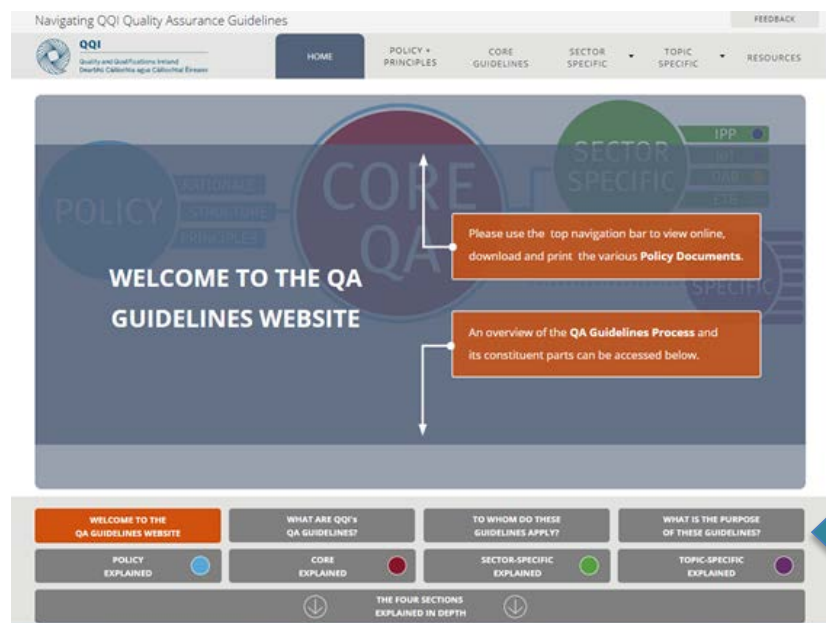 Navigating QQI Quality Assurance Guidelines
FEEDBACK
QQI
Quality and Qualifications Ireland
Dearbhú Cáilíochta agus Cáilíochtaí Éireann
HOME
POLICY +
PRINCIPLES
CORE
GUIDELINES
SECTOR
SPECIFIC
TOPIC
SPECIFIC
RESOURCES
POLICY
RATIONALE
STRUCTURE
PRINCIPLES
CORE
QA
SECTOR
SPECIFIC
IPP
DAB
ETB
SPECIFIC
WELCOME TO THE QA
GUIDELINES WEBSITE
Please use the top navigation bar to view online,
download and print the various Policy Documents.
An overview of the QA Guidelines Process and
its constituent parts can be accessed below.
WELCOME TO THE
QA GUIDELINES WEBSITE
WHAT ARE QQI's
QA GUIDELINES?
TO WHOM DO THESE
GUIDELINES APPLY?
WHAT IS THE PURPOSE
OF THESE GUIDELINES?
POLICY
EXPLAINED
CORE
EXPLAINED
SECTOR-SPECIFIC
EXPLAINED
TOPIC-SPECIFIC
EXPLAINED
THE FOUR SECTIONS
EXPLAINED IN DEPTH